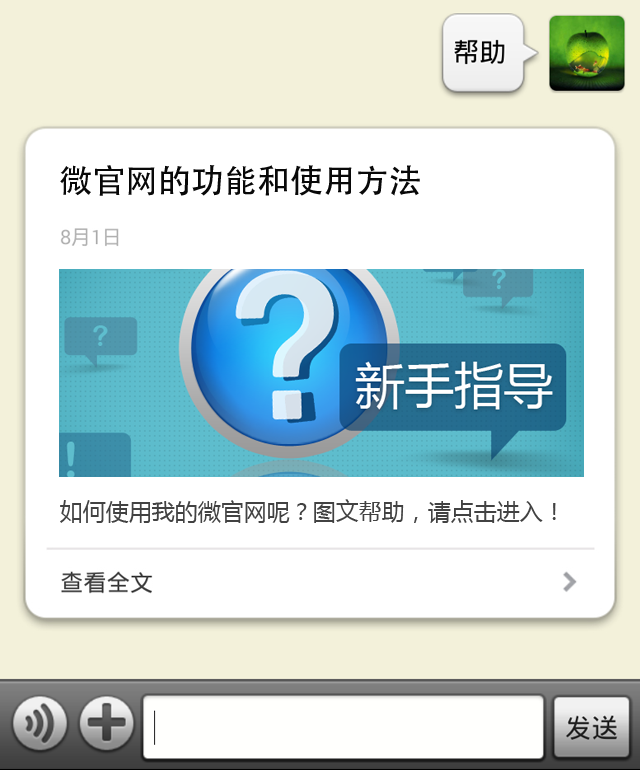 帮助
微官网的功能和使用方法
8月1日
?
?
?
新手指导
!
如何使用我的微官网呢？图文帮助，请点击进入！
查看全文
发送